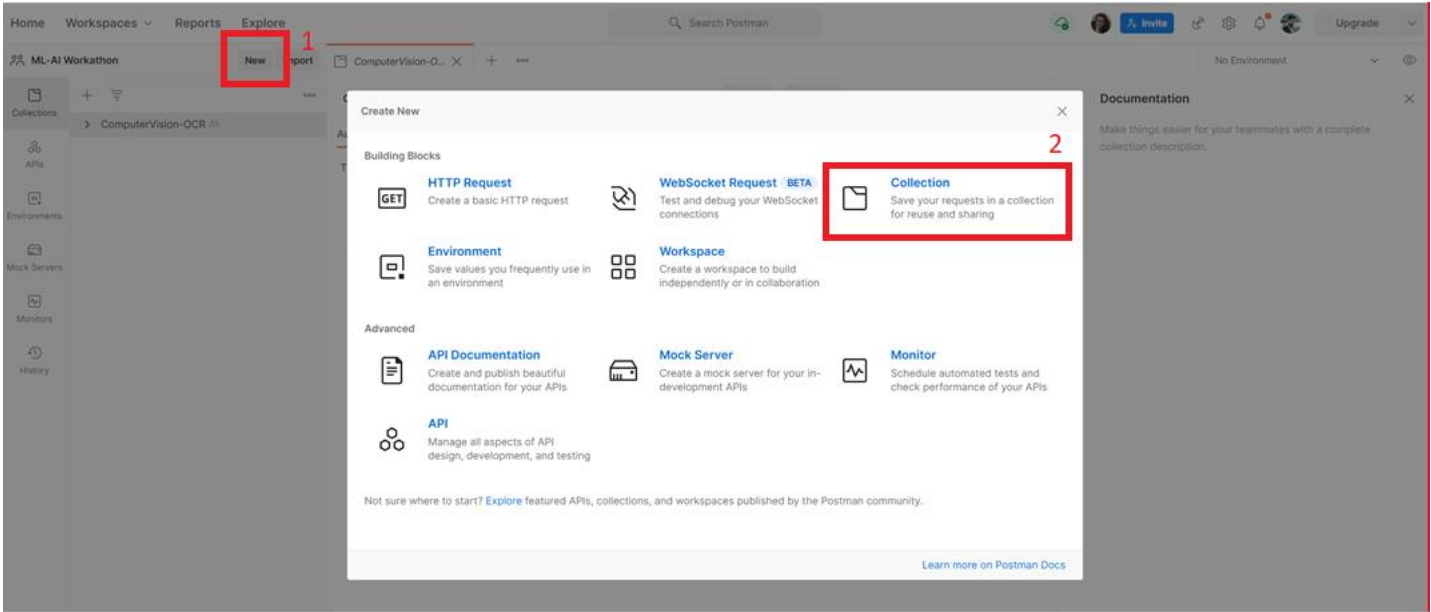 Home Workspaces Reports Explore Search Postman Invite Upgrade
1
ML-AI Workathon New Import ComputerVision-O... No Environment
Collections
ComputerVision-OCR
APIs
Environments
Mock Servers
Monitors
History
Create New
Building Blocks
2
HTTP Request
Create a basic HTTP request
GET
WebSocket Request BETA
Test and debug your WebSocket
connections
Collection
Save your requests in a collection
for reuse and sharing
Environment
Save values you frequently use in
an environment
Workspace
Create a workspace to build
independently or in collaboration
Advanced
API Documentation
Create and publish beautiful
documentation for your APIs
Mock Server
Create a mock server for your in-
development APIs
Monitor
Schedule automated tests and
check performance of your APIs
API
Manage all aspects of API
design, development, and testing
Not sure where to start? Explore featured APIs, collections, and workspaces published by the Postman community.
Learn more on Postman Docs
Documentation
Make things easier for your teammates with a complete
collection description.